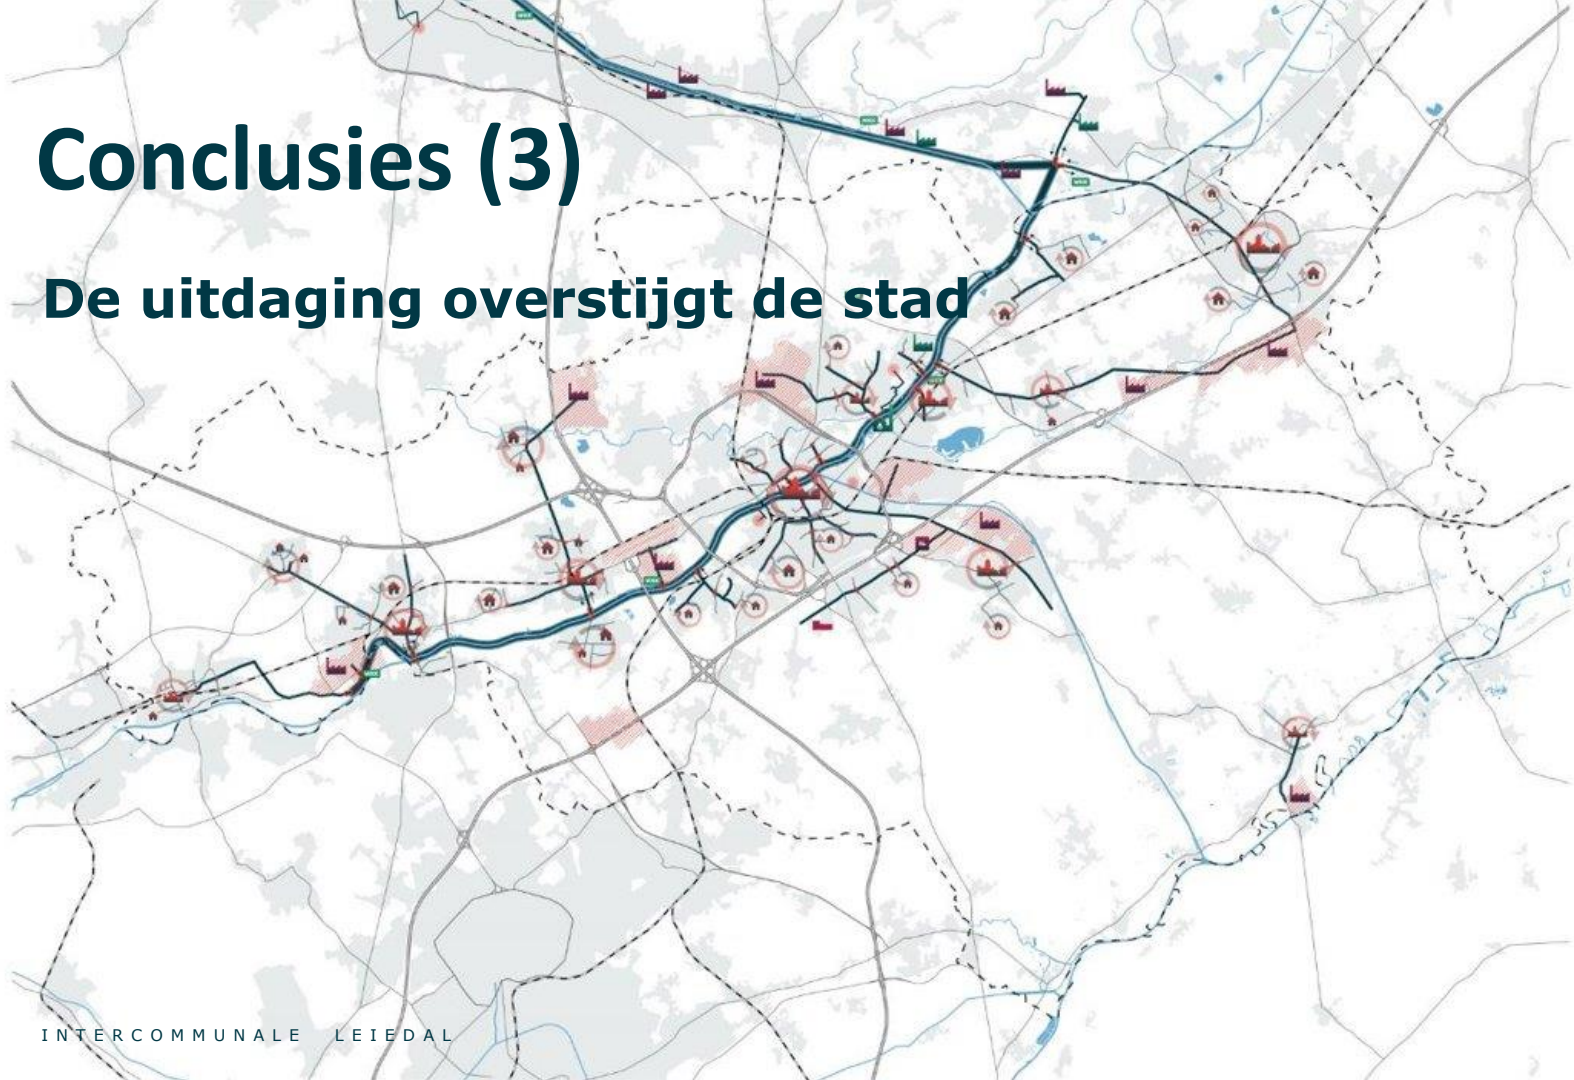 Conclusies (3)
De uitdaging overstijgt de stad
INTERCOMMUNALE LEIEDAL